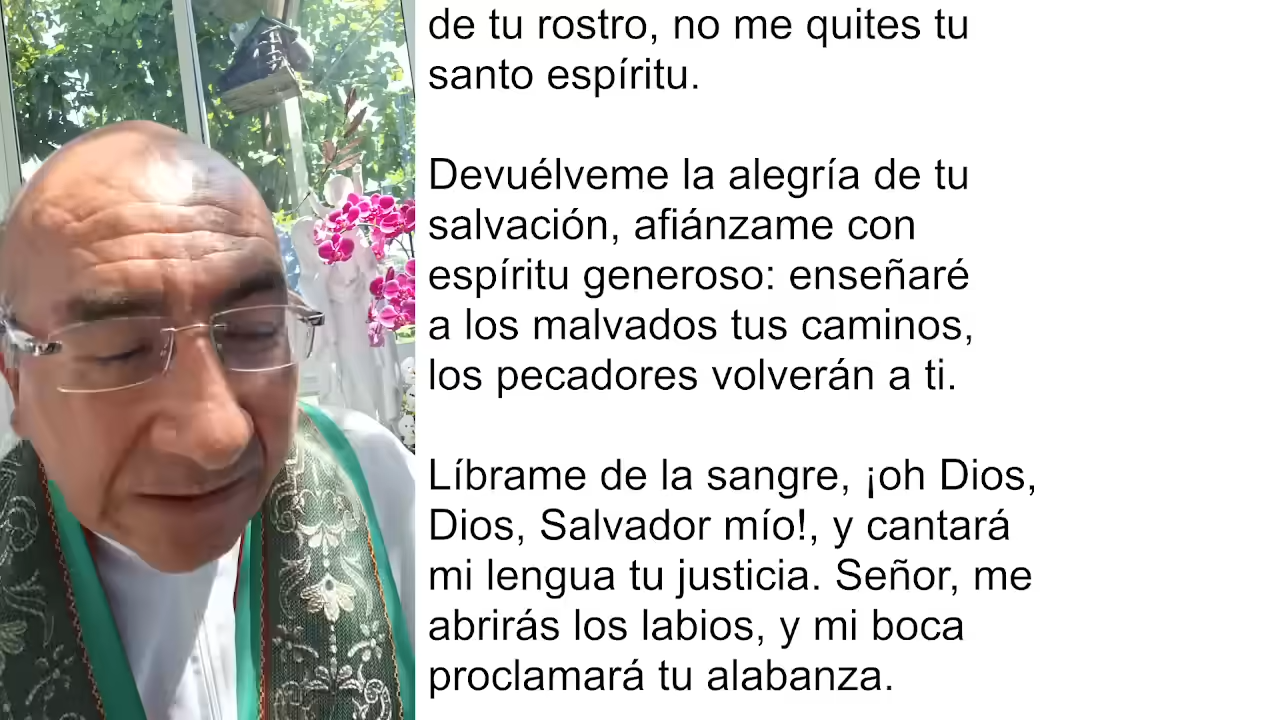 de tu rostro, no me quites tu
santo espíritu.
Devuélveme la alegría de tu
salvación, afiánzame con
espíritu generoso: enseñaré
a los malvados tus caminos,
los pecadores volverán a ti.
Líbrame de la sangre, ¡oh Dios,
Dios, Salvador mío!, y cantará
mi lengua tu justicia. Señor, me
abrirás los labios, y mi boca
proclamará tu alabanza.